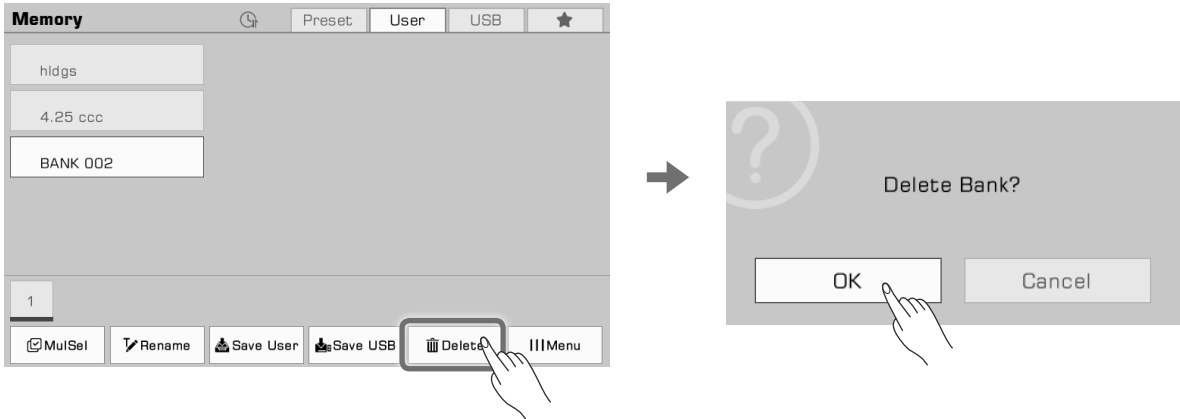 Memory Preset User USB
hldgs
4.25 ccc
BANK 002
1
MulSel Rename Save User Save USB Delete Menu
Delete Bank?
OK Cancel